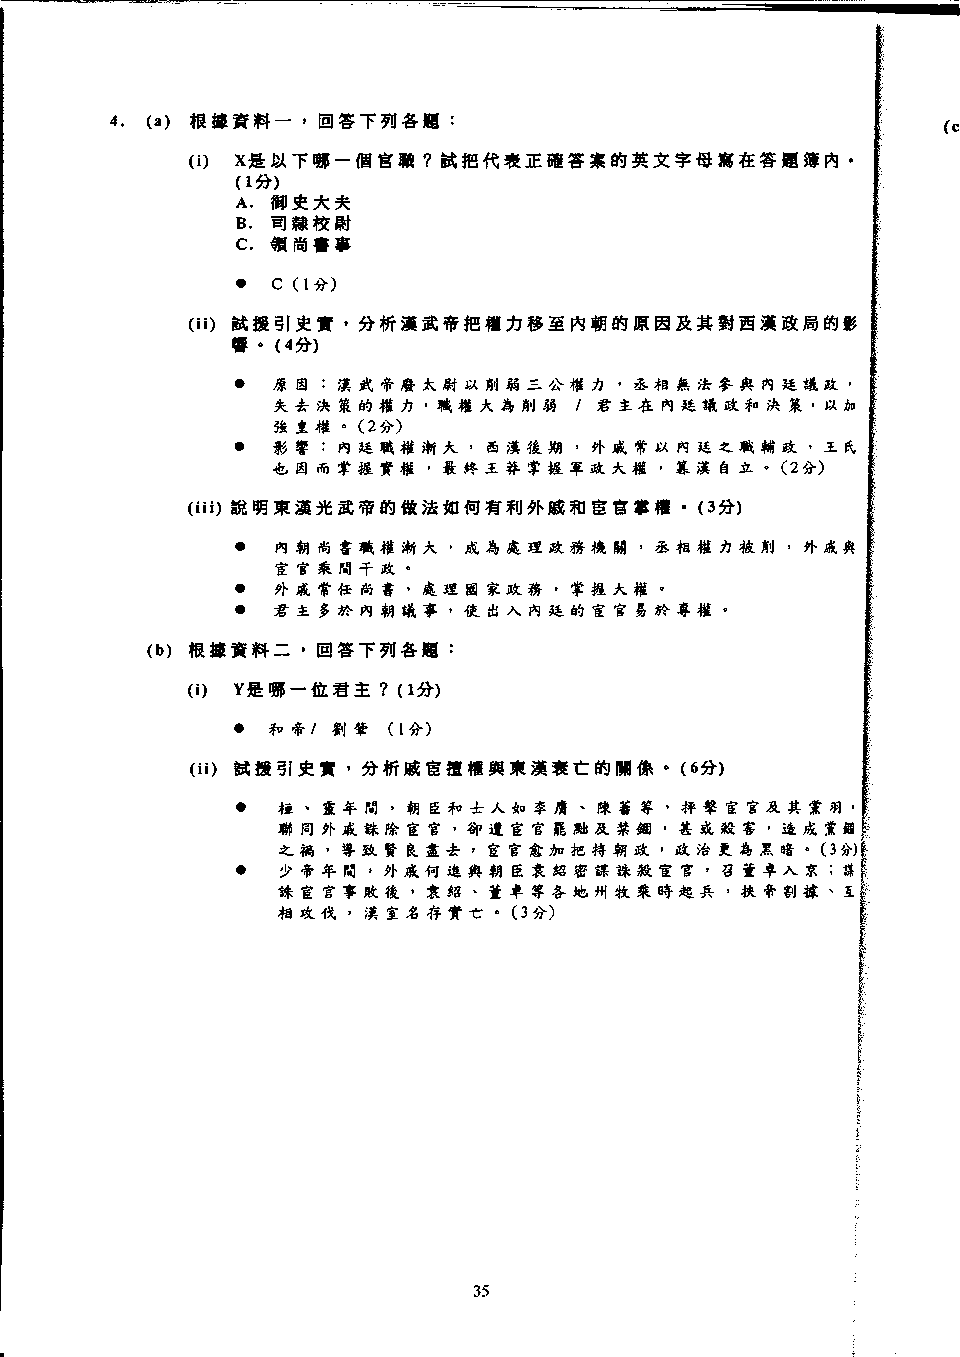 4. (a) 根據資料一，回答下列各題：
(i) X是以下哪一個官職？試把代表正確答案的英文字母寫在答題簿內。
(1分)
A. 御史大夫
B. 司隸校尉
C. 領尚書事
● C (1分)
(ii) 試援引史實，分析漢武帝把權力移至內朝的原因及其對西漢政局的影
響。(4分)
● 原因：漢武帝廢太尉以削弱三公權力，丞相無法參與內廷議政，
失去決策的權力，職權大為削弱 / 君主在內廷議政和決策，以加
強皇權。(2分)
● 影響：內廷職權漸大，西漢後期，外戚常以內廷之職輔政，王氏
也因而掌握實權，最終王莽掌握軍政大權，篡漢自立。(2分)
(iii) 說明東漢光武帝的做法如何有利外戚和宦官掌權。(3分)
● 內朝尚書職權漸大，成為處理政務機關，丞相權力被削，外戚與
宦官乘間干政。
● 外戚常任尚書，處理國家政務，掌握大權。
● 君主多於內朝議事，使出入內廷的宦官易於專權。
(b) 根據資料二，回答下列各題：
(i) Y是哪一位君主？(1分)
● 和帝/ 劉肇 (1分)
(ii) 試援引史實，分析戚宦擅權與東漢衰亡的關係。(6分)
● 桓、靈年間，朝臣和士人如李膺、陳蕃等，抨擊宦官及其黨羽，
聯同外戚誅除宦官，卻遭宦官罷黜及禁錮，甚或殺害，造成黨錮
之禍，導致賢良盡去，宦官愈加把持朝政，政治更為黑暗。(3分)
● 少帝年間，外戚何進與朝臣袁紹密謀誅殺宦官，召董卓入京；謀
誅宦官事敗後，袁紹、董卓等各地州牧乘時起兵，挾帝割據、互
相攻伐，漢室名存實亡。(3分)
(c
35